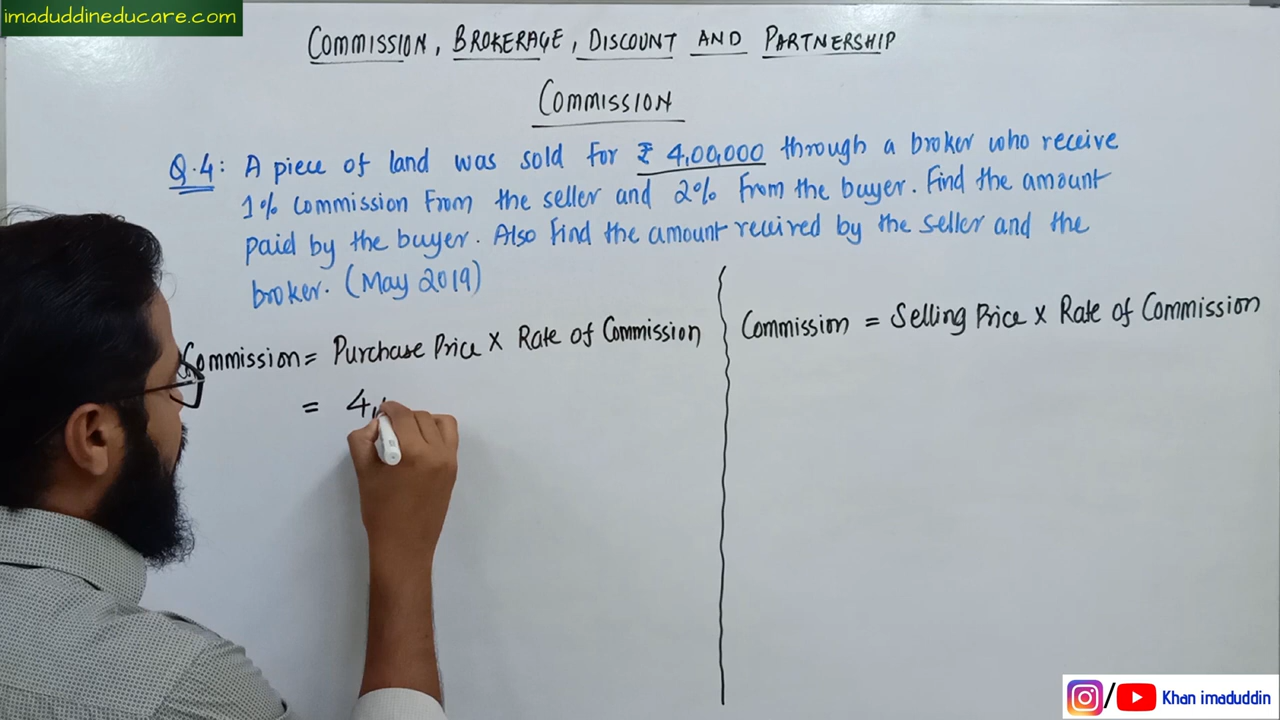 imaduddineducare.com
COMMISSION, BROKERAGE, DISCOUNT AND PARTNERSHIP
COMMISSION
Q.4: A piece of land was sold for ₹ 4,00,000 through a broker who receive
1% commission From the seller and 2% From the buyer. Find the amount
paid by the buyer. Also find the amount received by the seller and the
broker. (May 2019)
Commission = Purchase Price × Rate of Commission
= 4,
Commission = Selling Price × Rate of Commission
Khan imaduddin